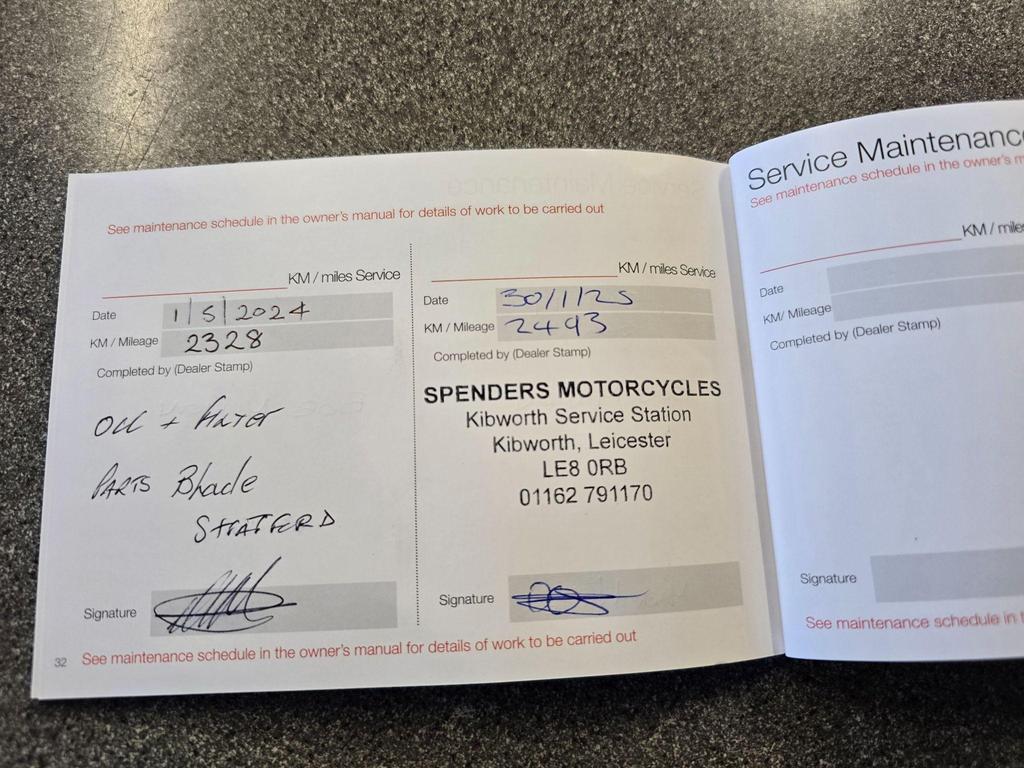 See maintenance schedule in the owner's manual for details of work to be carried out
KM / miles Service
Date 1/5/2024
KM / Mileage 2328
Completed by (Dealer Stamp)
OIL + FILTER
PARTS Blade
STRATFORD
Signature
KM / miles Service
Date 30/1/25
KM / Mileage 2493
Completed by (Dealer Stamp)
SPENDERS MOTORCYCLES
Kibworth Service Station
Kibworth, Leicester
LE8 0RB
01162 791170
Signature
32 See maintenance schedule in the owner's manual for details of work to be carried out
Service Maintenanc
See maintenance schedule in the owner's m
KM / mile
Date
KM/ Mileage
Completed by (Dealer Stamp)
Signature
See maintenance schedule in t